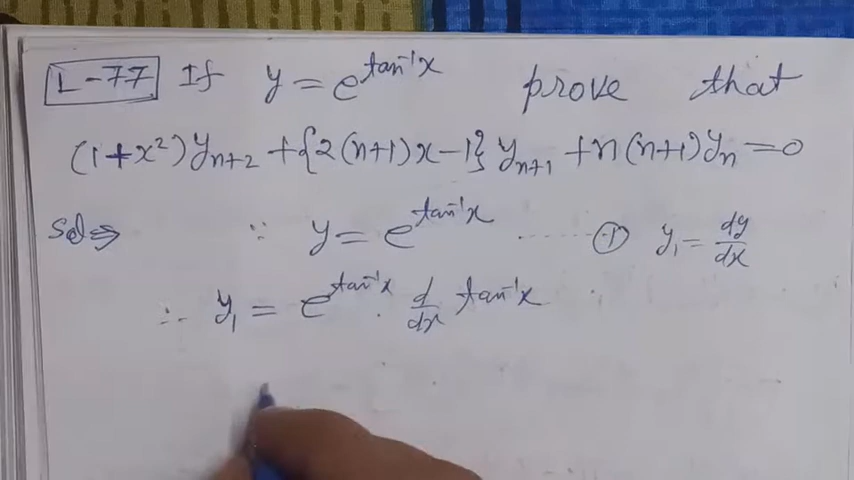 L-77 If y = e^{tan⁻¹x} prove that
(1+x²)y_{n+2} + {2(n+1)x-1} y_{n+1} + n(n+1)y_n = 0
Sol ⇒ ∵ y = e^{tan⁻¹x} ........ ① y₁ = dy/dx
∴ y₁ = e^{tan⁻¹x} . d/dx tan⁻¹x